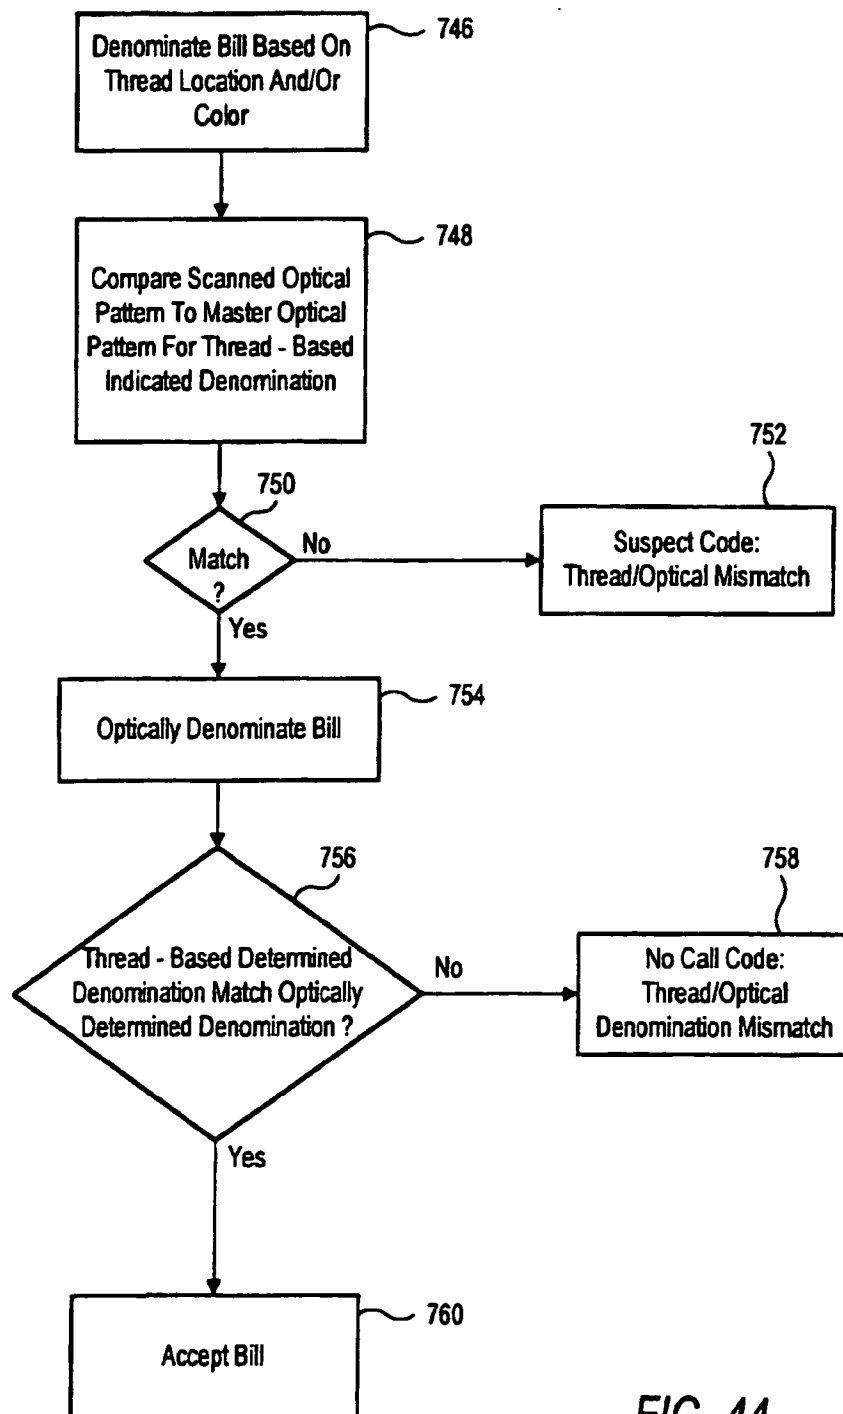 746
Denominate Bill Based On
Thread Location And/Or
Color
748
Compare Scanned Optical
Pattern To Master Optical
Pattern For Thread - Based
Indicated Denomination
750
Match
?
No
Yes
752
Suspect Code:
Thread/Optical Mismatch
754
Optically Denominate Bill
756
Thread - Based Determined
Denomination Match Optically
Determined Denomination ?
No
Yes
758
No Call Code:
Thread/Optical
Denomination Mismatch
760
Accept Bill
FIG. 44